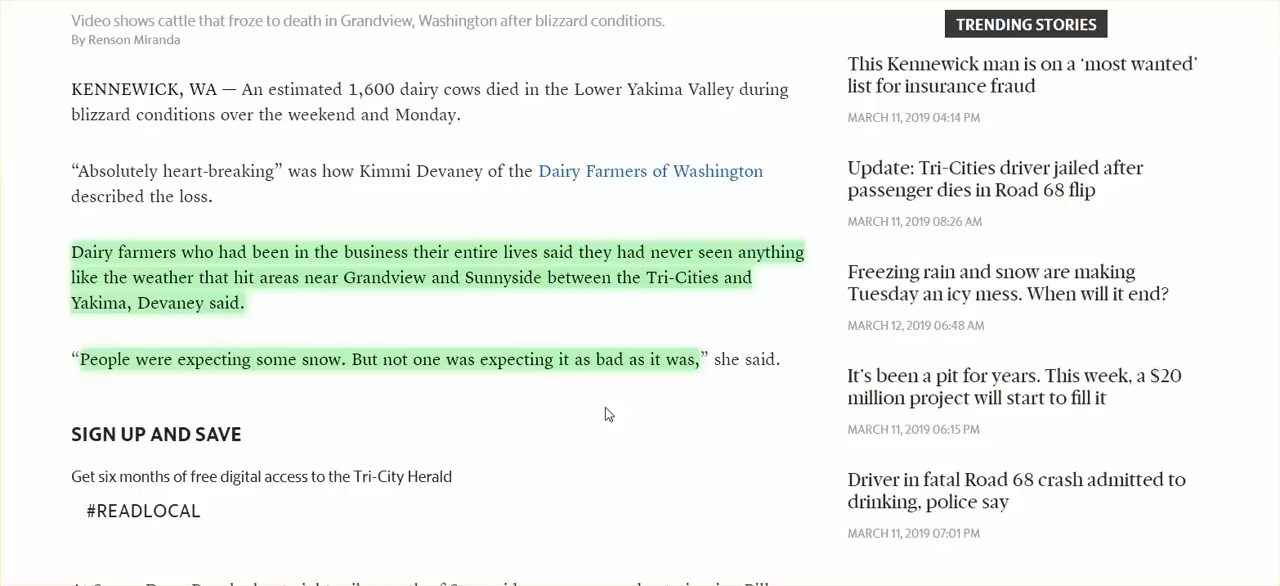 Video shows cattle that froze to death in Grandview, Washington after blizzard conditions.
By Renson Miranda
KENNEWICK, WA — An estimated 1,600 dairy cows died in the Lower Yakima Valley during
blizzard conditions over the weekend and Monday.
“Absolutely heart-breaking” was how Kimmi Devaney of the Dairy Farmers of Washington
described the loss.
Dairy farmers who had been in the business their entire lives said they had never seen anything
like the weather that hit areas near Grandview and Sunnyside between the Tri-Cities and
Yakima, Devaney said.
“People were expecting some snow. But not one was expecting it as bad as it was,” she said.
SIGN UP AND SAVE
Get six months of free digital access to the Tri-City Herald
#READLOCAL
TRENDING STORIES
This Kennewick man is on a ‘most wanted’
list for insurance fraud
MARCH 11, 2019 04:14 PM
Update: Tri-Cities driver jailed after
passenger dies in Road 68 flip
MARCH 11, 2019 08:26 AM
Freezing rain and snow are making
Tuesday an icy mess. When will it end?
MARCH 12, 2019 06:48 AM
It’s been a pit for years. This week, a $20
million project will start to fill it
MARCH 11, 2019 06:15 PM
Driver in fatal Road 68 crash admitted to
drinking, police say
MARCH 11, 2019 07:01 PM